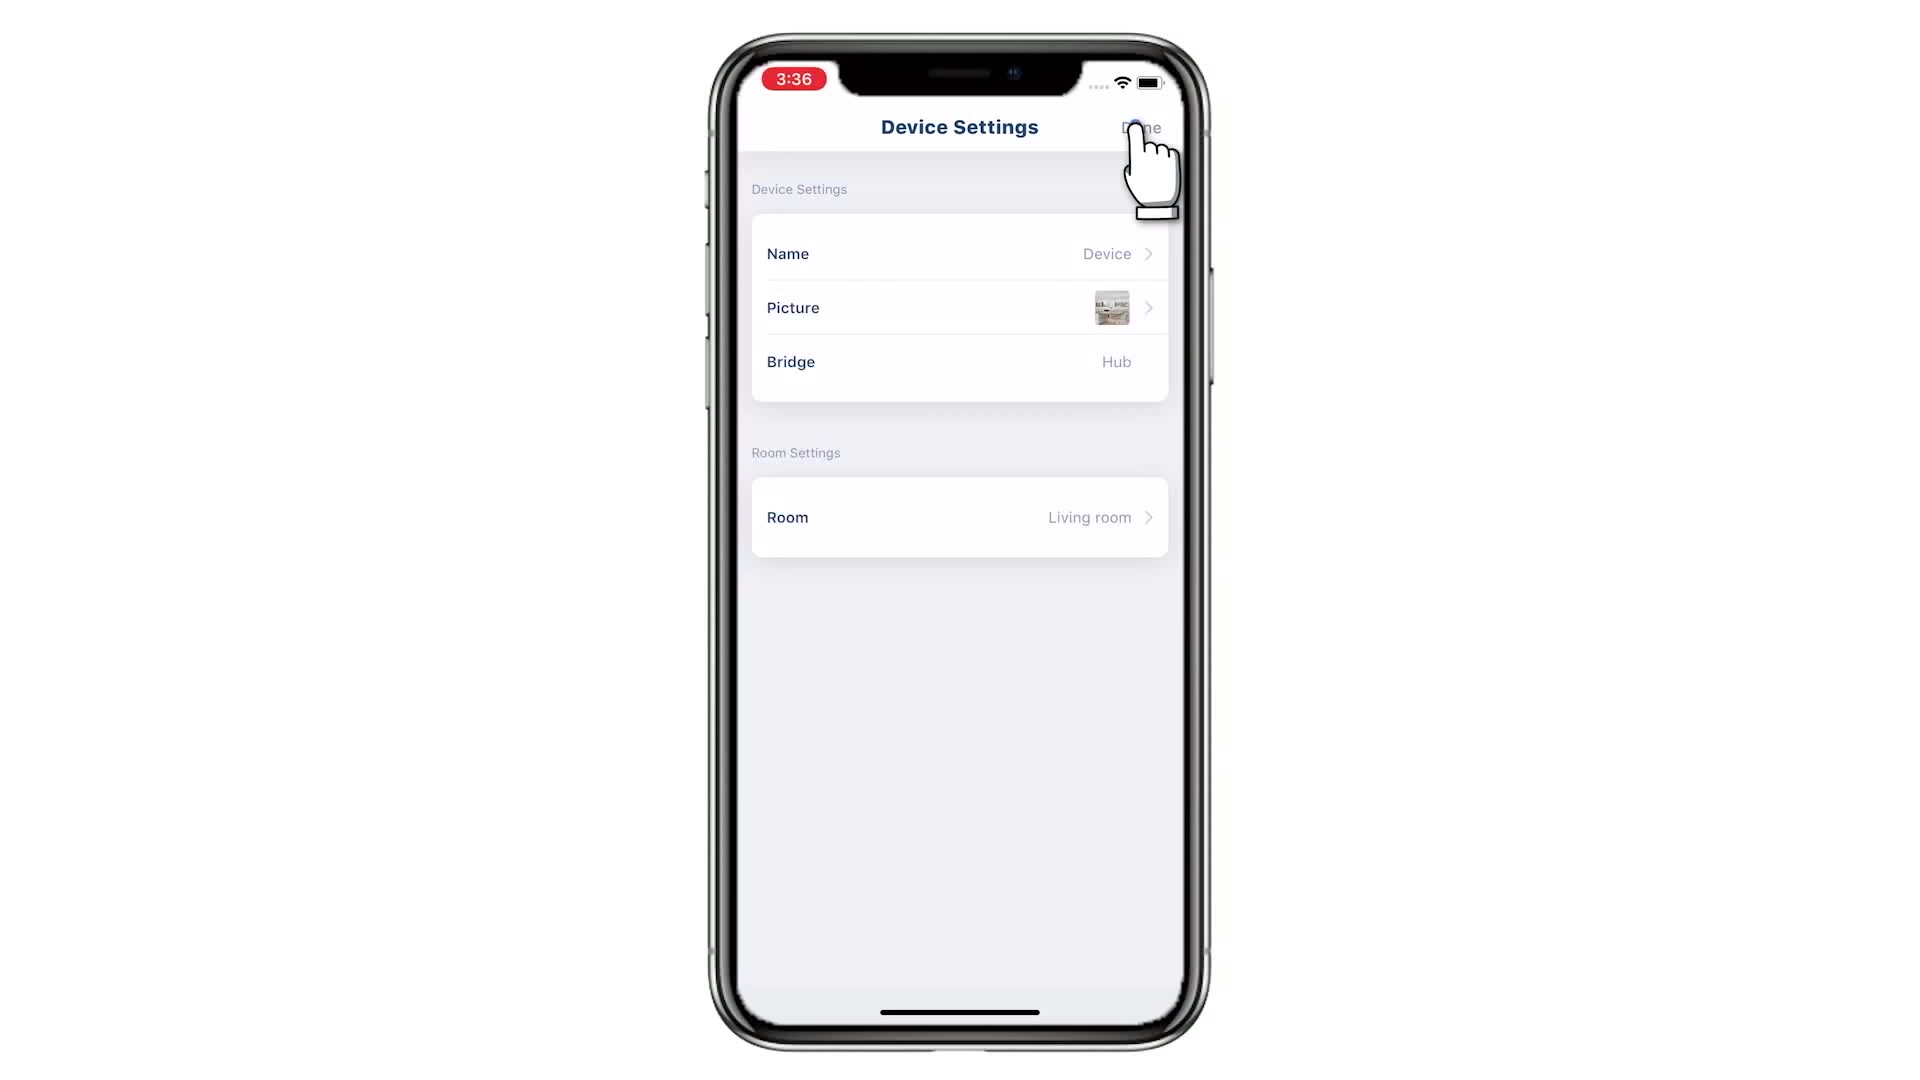 3:36
Device Settings
Device Settings
Name Device
Picture
Bridge Hub
Room Settings
Room Living room